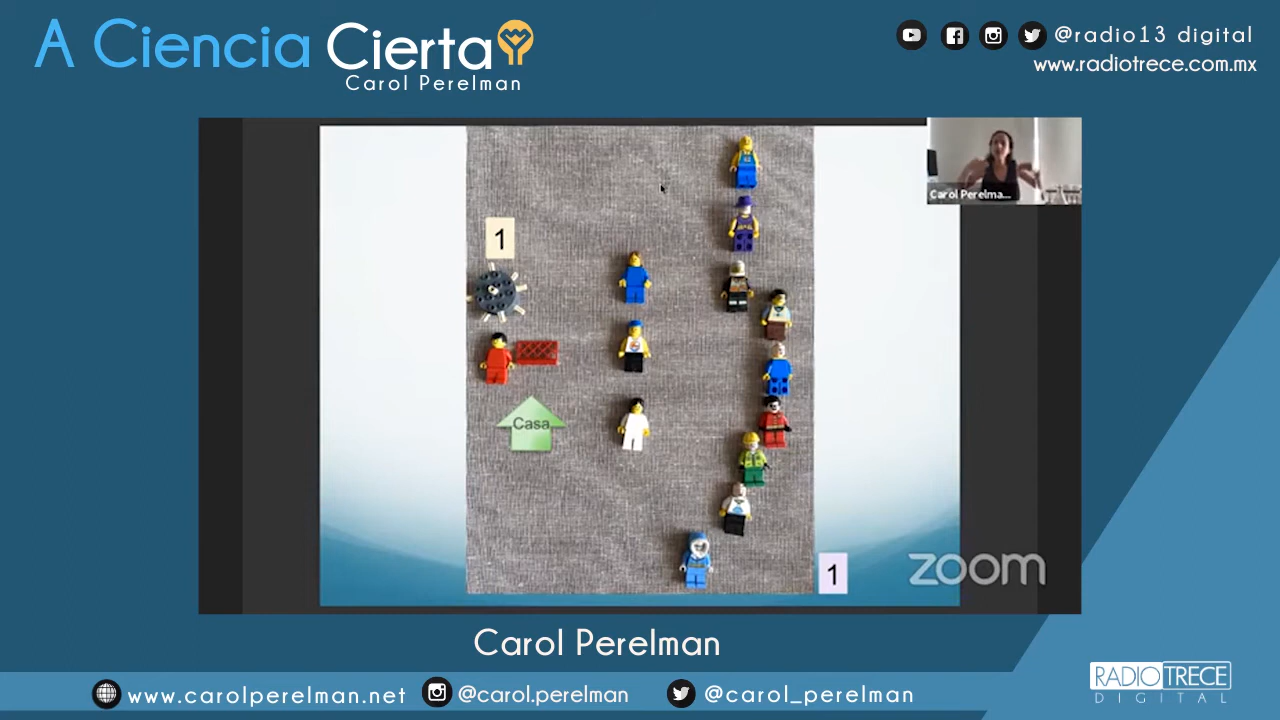 A Ciencia Cierta
Carol Perelman
@radio13 digital
www.radiotrece.com.mx
Carol Perelma...
1
Casa
1
zoom
Carol Perelman
www.carolperelman.net
@carol.perelman
@carol_perelman
RADIO TRECE
DIGITAL